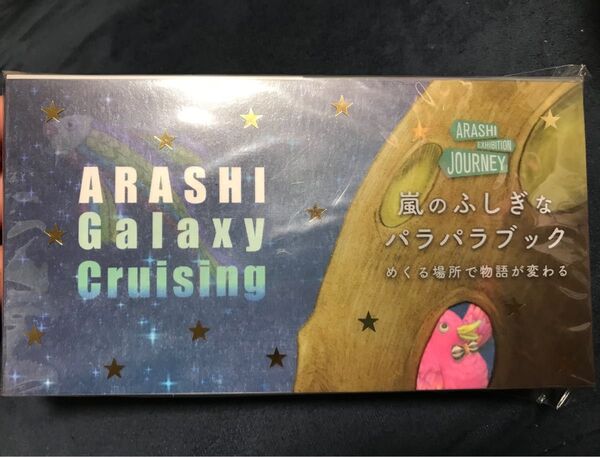 ARASHI
Galaxy
Cruising
ARASHI
EXHIBITION
JOURNEY
嵐のふしぎな
パラパラブック
めくる場所で物語が変わる